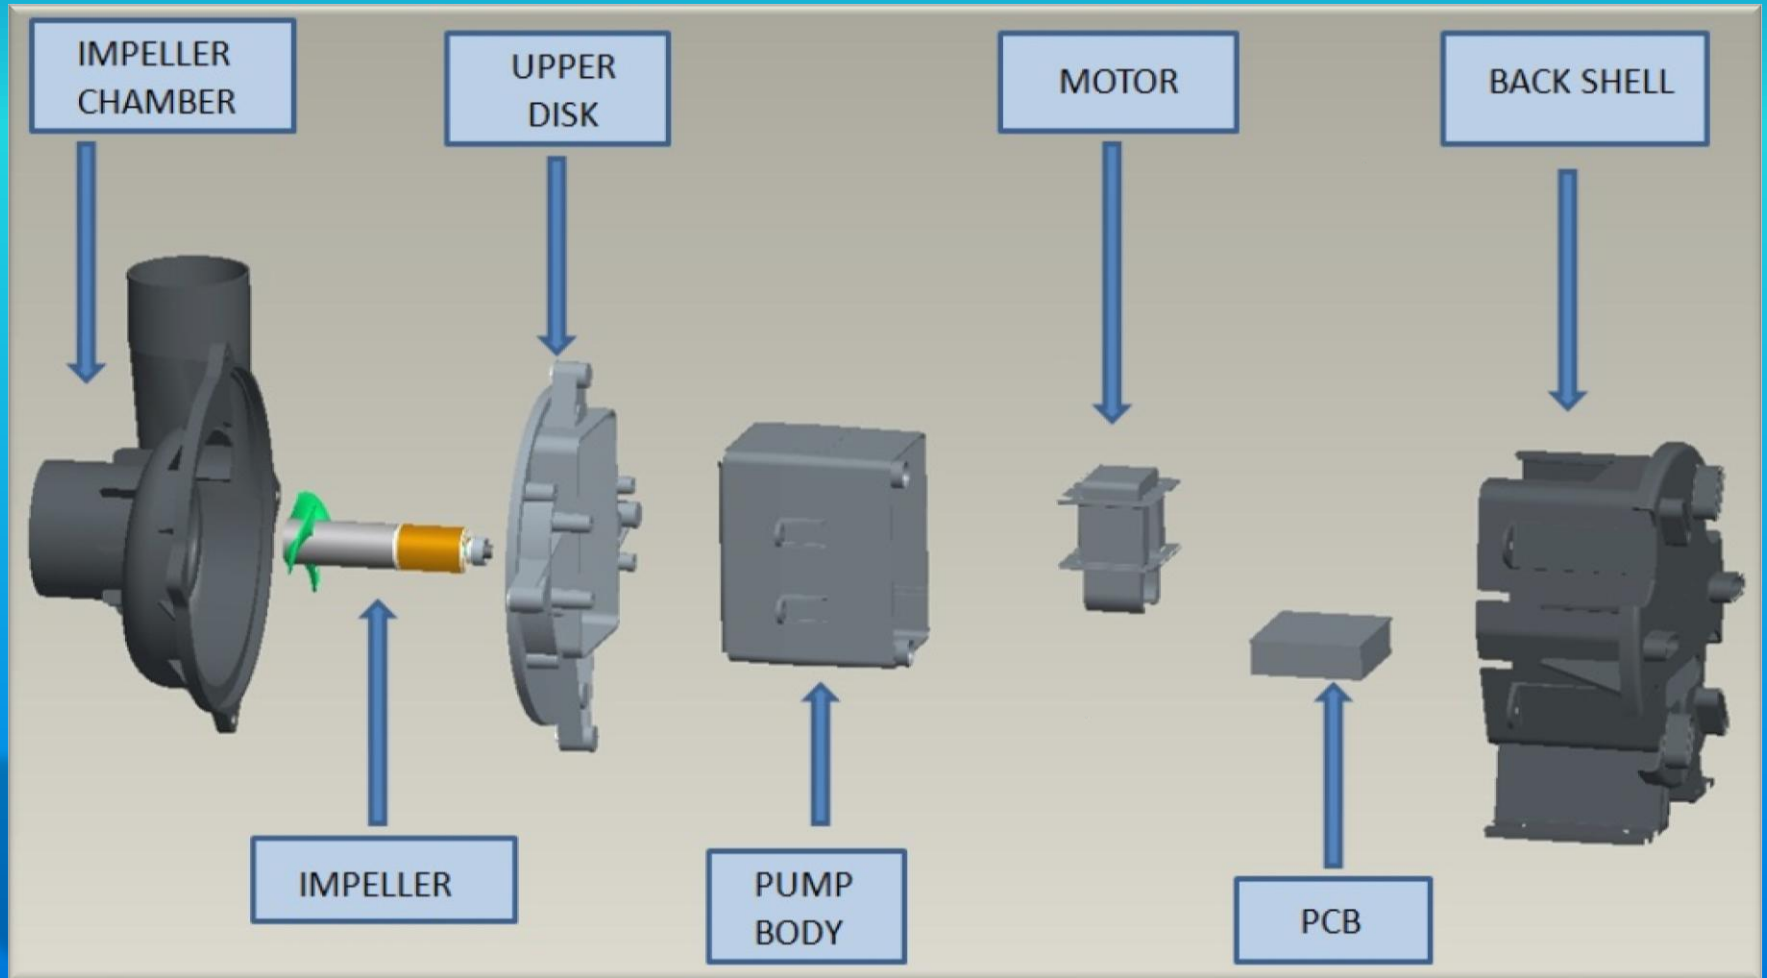 IMPELLER
CHAMBER
UPPER
DISK
MOTOR
BACK SHELL
IMPELLER
PUMP
BODY
PCB